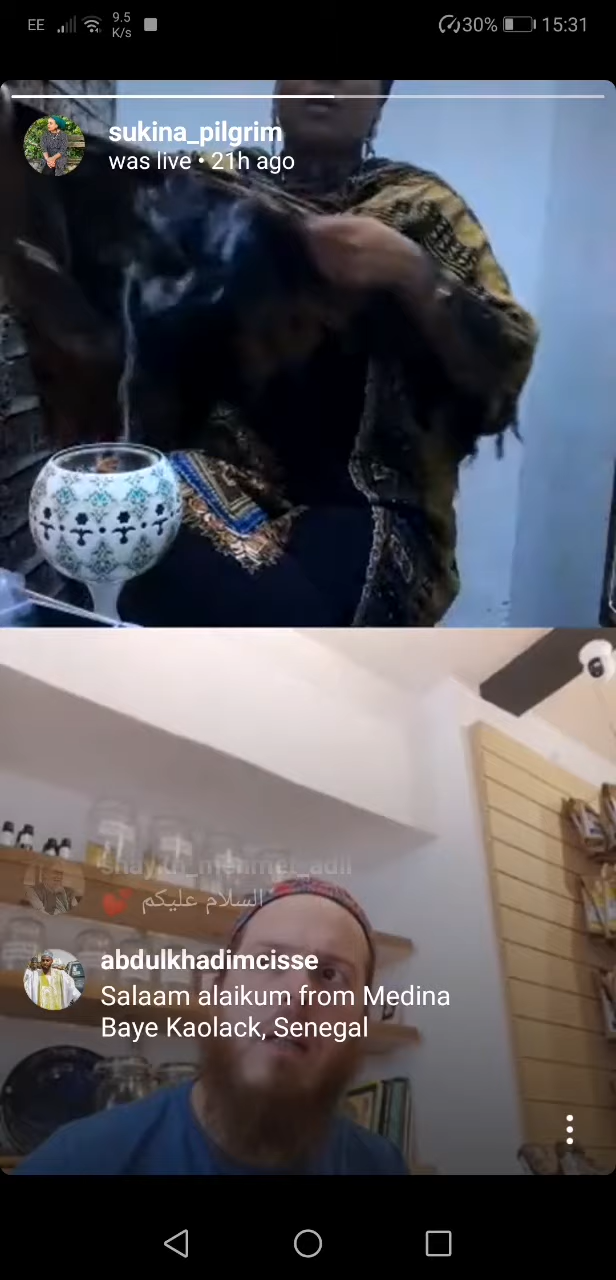 EE
9.5
K/s
30%
15:31
sukina_pilgrim
was live • 21h ago
السلام عليكم
abdulkhadimcisse
Salaam alaikum from Medina
Baye Kaolack, Senegal